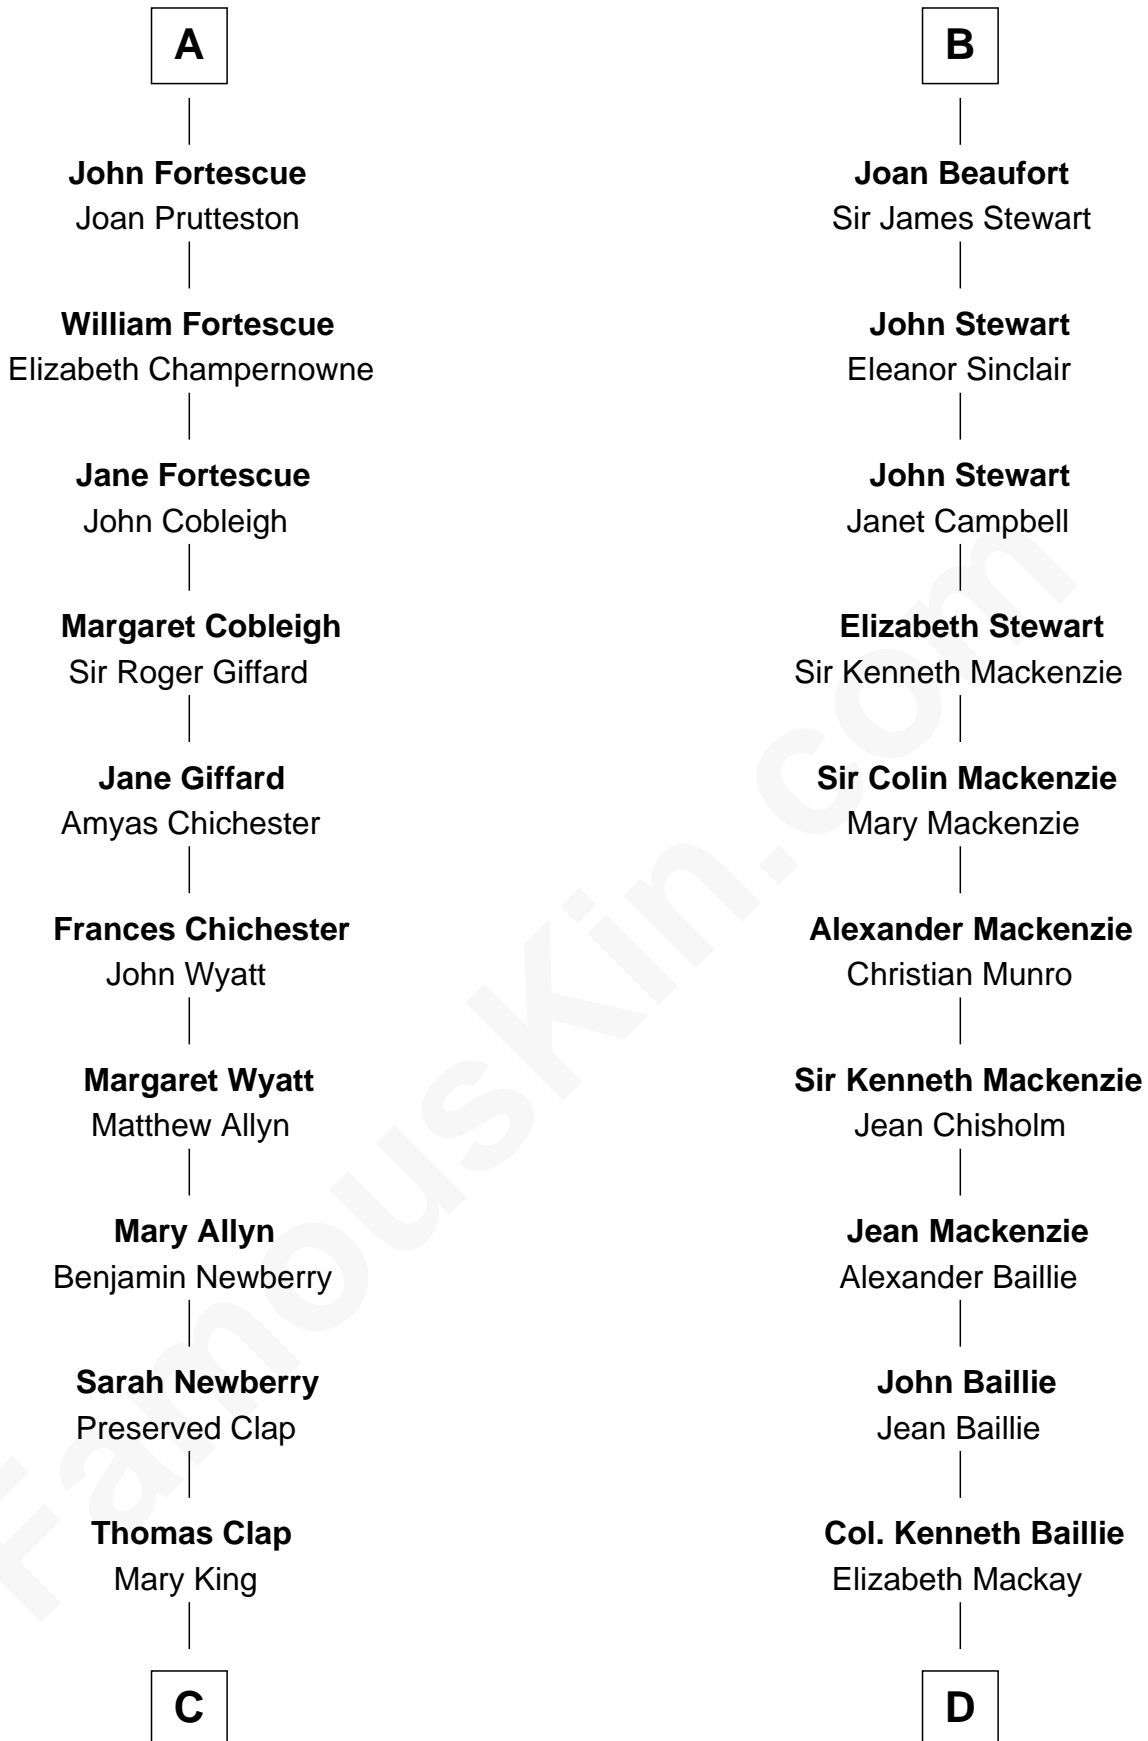 A
John Fortescue
Joan Prutteston
William Fortescue
Elizabeth Champernowne
Jane Fortescue
John Cobleigh
Margaret Cobleigh
Sir Roger Giffard
Jane Giffard
Amyas Chichester
Frances Chichester
John Wyatt
Margaret Wyatt
Matthew Allyn
Mary Allyn
Benjamin Newberry
Sarah Newberry
Preserved Clap
Thomas Clap
Mary King
C
B
Joan Beaufort
Sir James Stewart
John Stewart
Eleanor Sinclair
John Stewart
Janet Campbell
Elizabeth Stewart
Sir Kenneth Mackenzie
Sir Colin Mackenzie
Mary Mackenzie
Alexander Mackenzie
Christian Munro
Sir Kenneth Mackenzie
Jean Chisholm
Jean Mackenzie
Alexander Baillie
John Baillie
Jean Baillie
Col. Kenneth Baillie
Elizabeth Mackay
D
FamousKin.com